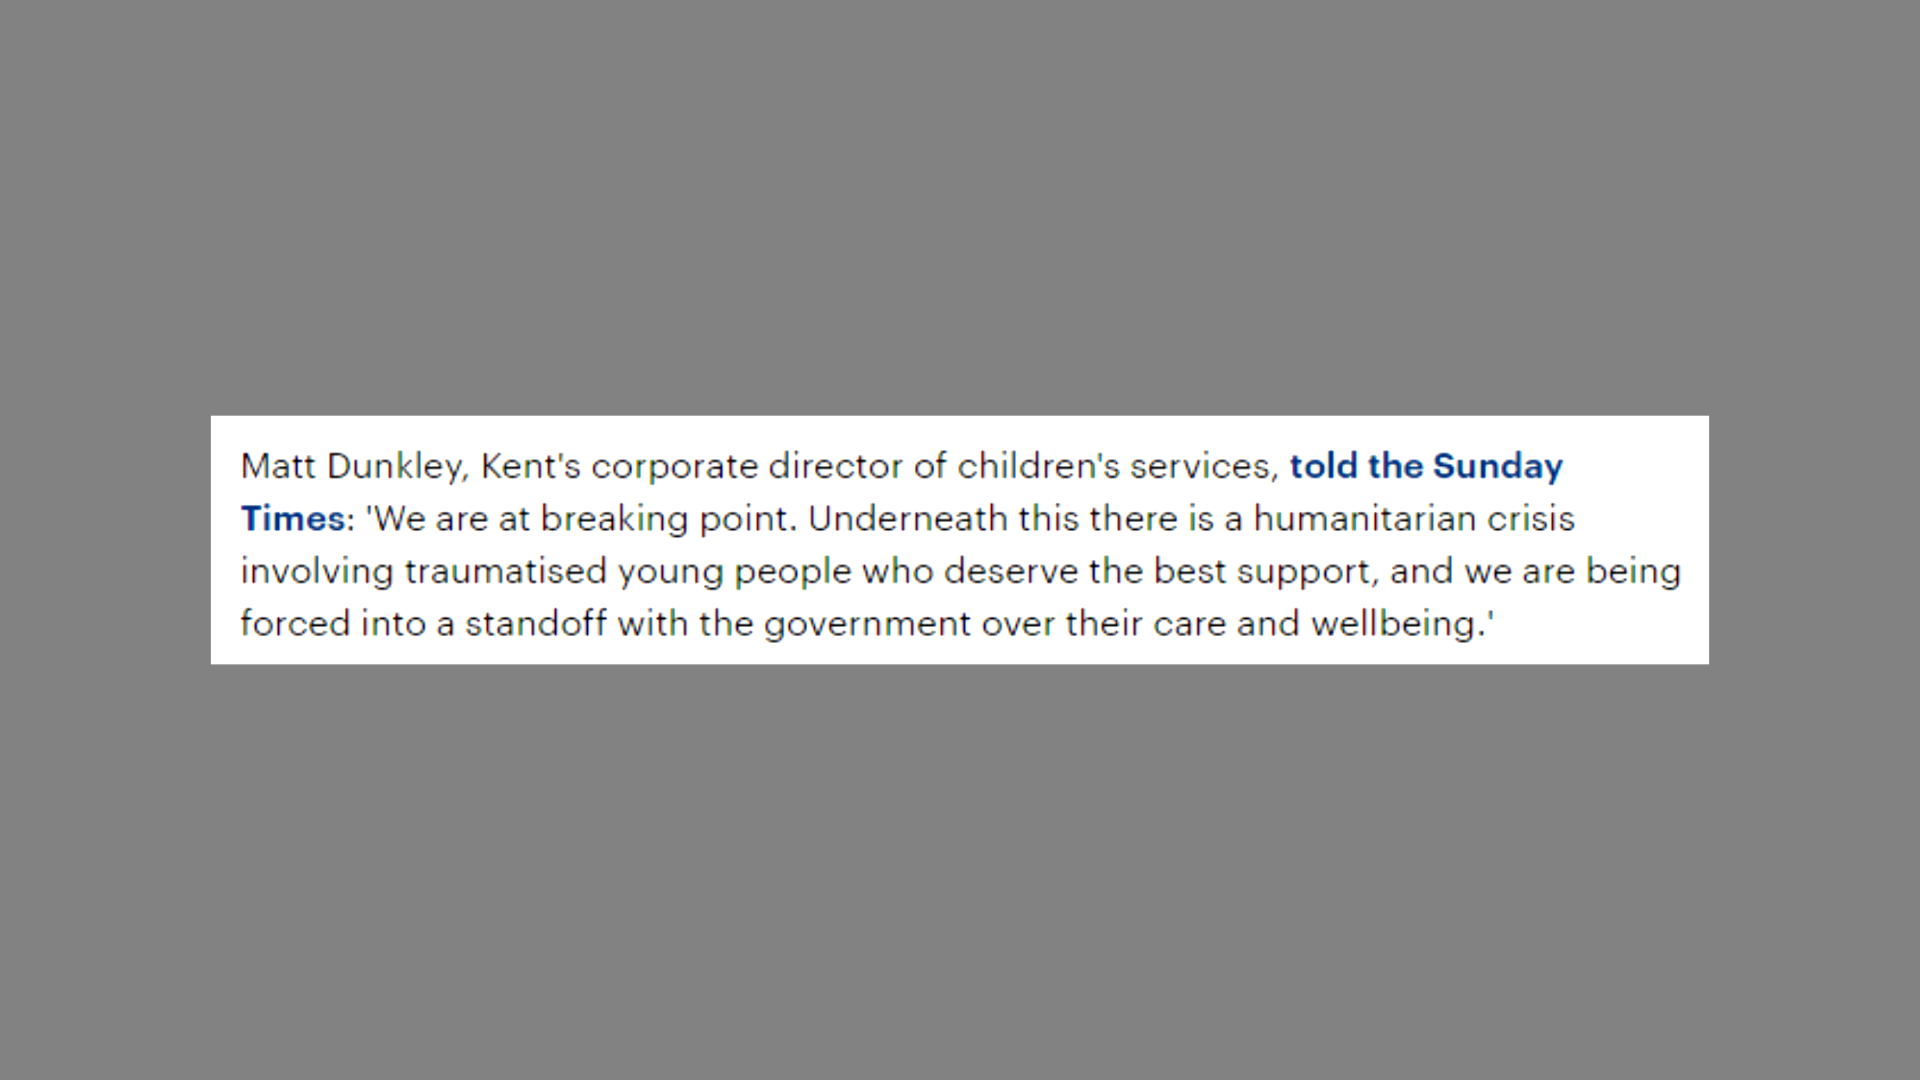 Matt Dunkley, Kent's corporate director of children's services, told the Sunday
Times: 'We are at breaking point. Underneath this there is a humanitarian crisis
involving traumatised young people who deserve the best support, and we are being
forced into a standoff with the government over their care and wellbeing.'